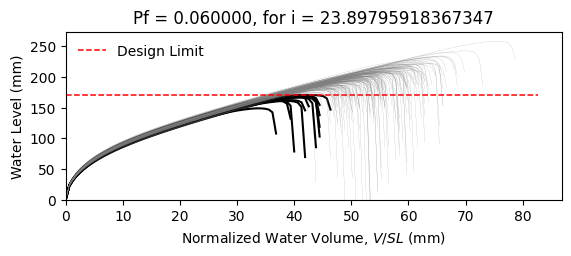 Pf = 0.060000, for i = 23.89795918367347
Design Limit
Water Level (mm)
250
200
150
100
50
0
0 10 20 30 40 50 60 70 80
Normalized Water Volume, V/SL (mm)